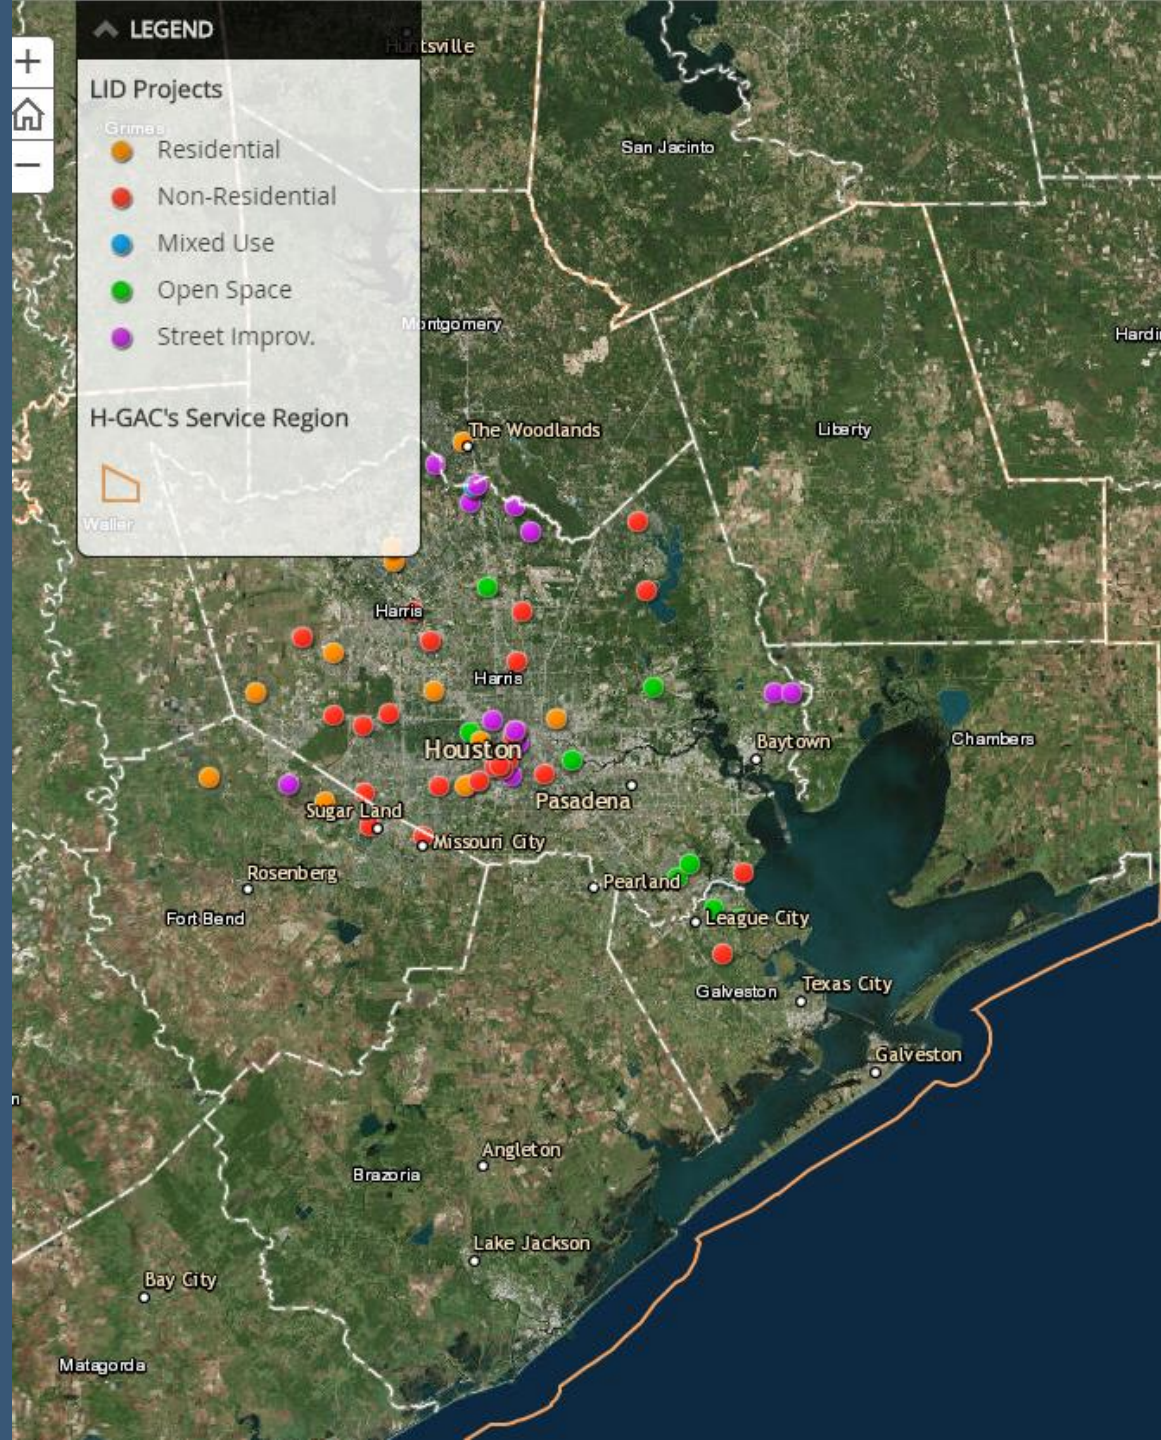 LEGEND
Huntsville
+
LID Projects
Grimes
Residential
San Jacinto
−
Non-Residential
Mixed Use
Open Space
Montgomery
Street Improv.
H-GAC's Service Region
The Woodlands
Liberty
Waller
Harris
Harris
Houston
Baytown
Chambers
Pasadena
Sugar Land
Missouri City
Rosenberg
Pearland
Fort Bend
League City
Galveston
Texas City
Galveston
Angleton
Brazoria
Lake Jackson
Bay City
Matagorda